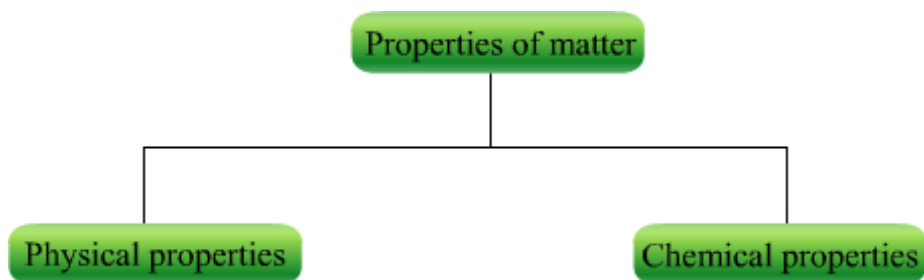 Properties of matter
Physical properties
Chemical properties